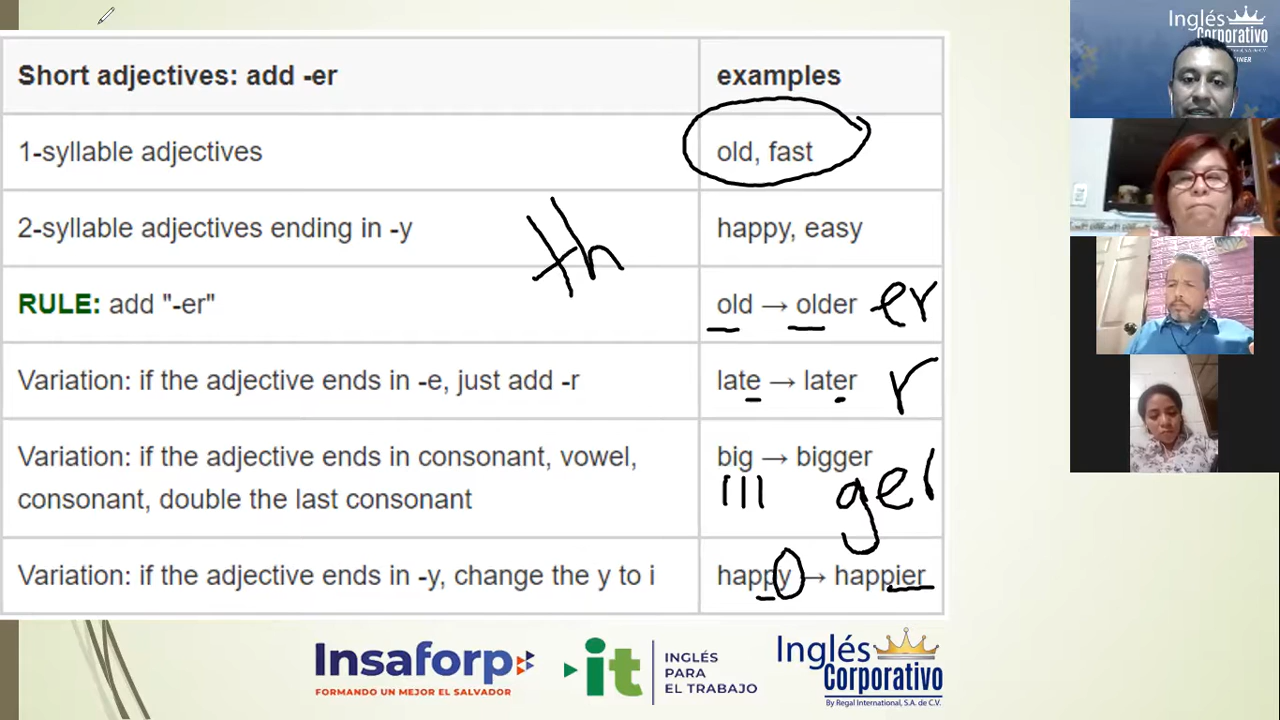 Short adjectives: add -er
examples
1-syllable adjectives
old, fast
2-syllable adjectives ending in -y
th
happy, easy
RULE: add "-er"
old → older
er
Variation: if the adjective ends in -e, just add -r
late → later
r
Variation: if the adjective ends in consonant, vowel,
consonant, double the last consonant
big → bigger
ger
Variation: if the adjective ends in -y, change the y to i
happy → happier
Insaforp
FORMANDO UN MEJOR EL SALVADOR
it
INGLÉS
PARA
EL TRABAJO
Inglés
Corporativo
By Regal International, S.A. de C.V.
Inglés
Corporativo